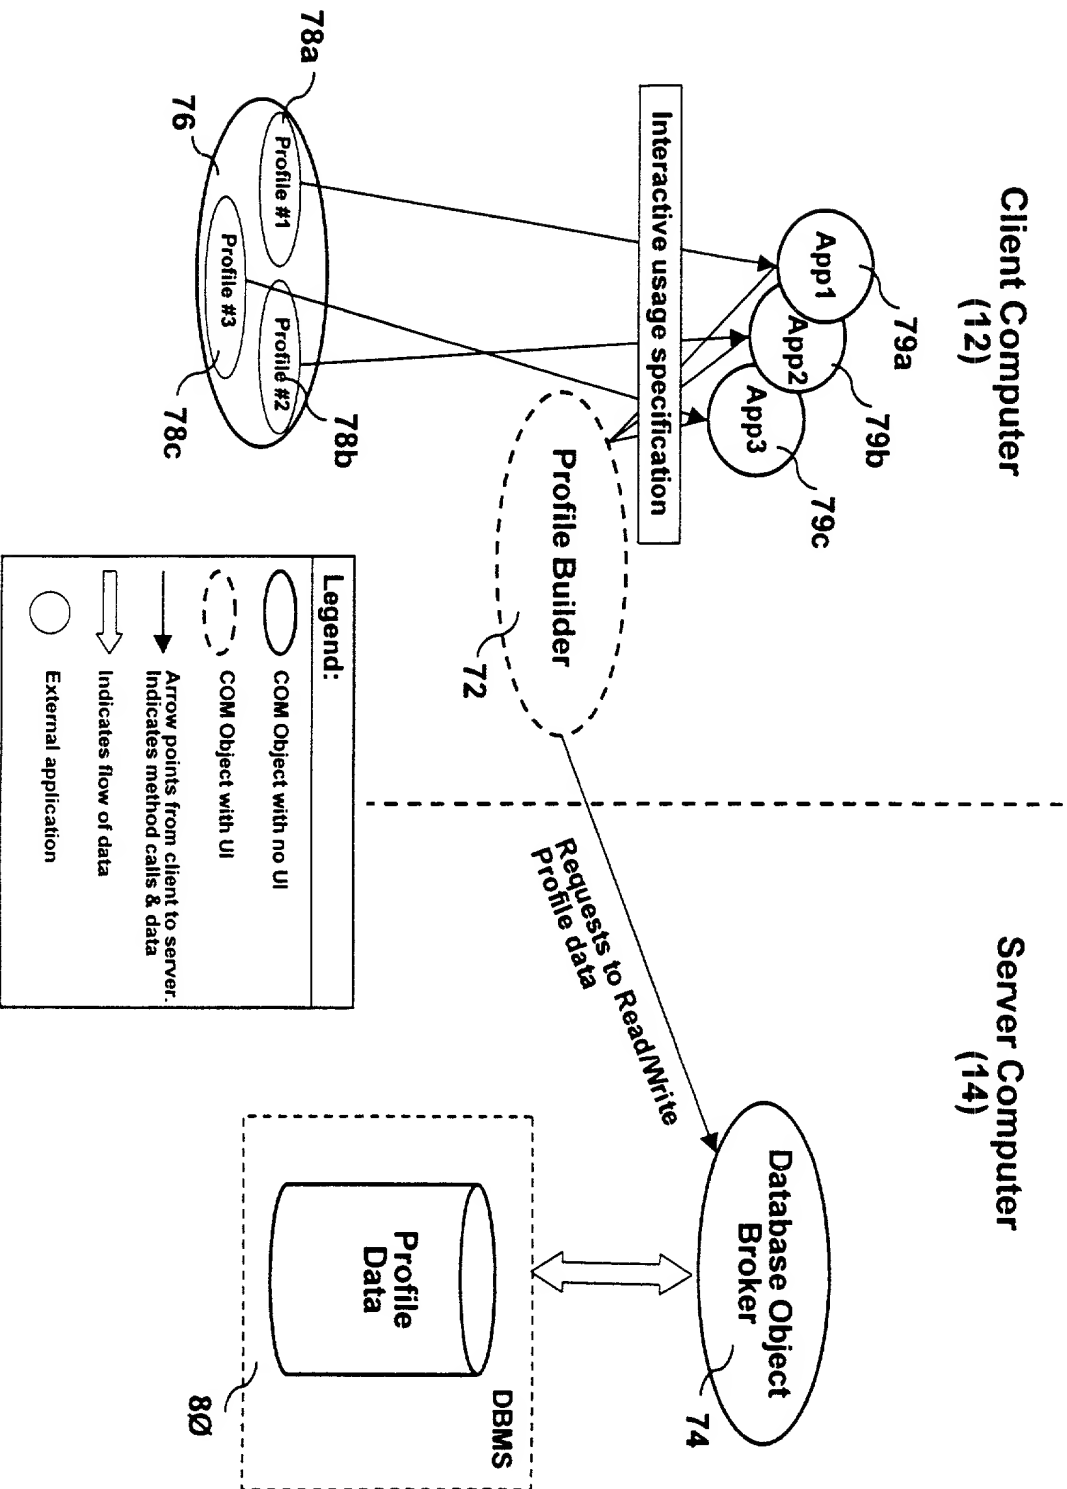 Client Computer
(12)
Server Computer
(14)
App1
App2
App3
79a
79b
79c
Interactive usage specification
78a
76
Profile #1
Profile #2
Profile #3
78b
78c
Profile Builder
72
Requests to Read/Write
Profile data
Database Object
Broker
74
DBMS
Profile
Data
8Ø
Legend:
COM Object with no UI
COM Object with UI
Arrow points from client to server.
Indicates method calls & data
Indicates flow of data
External application